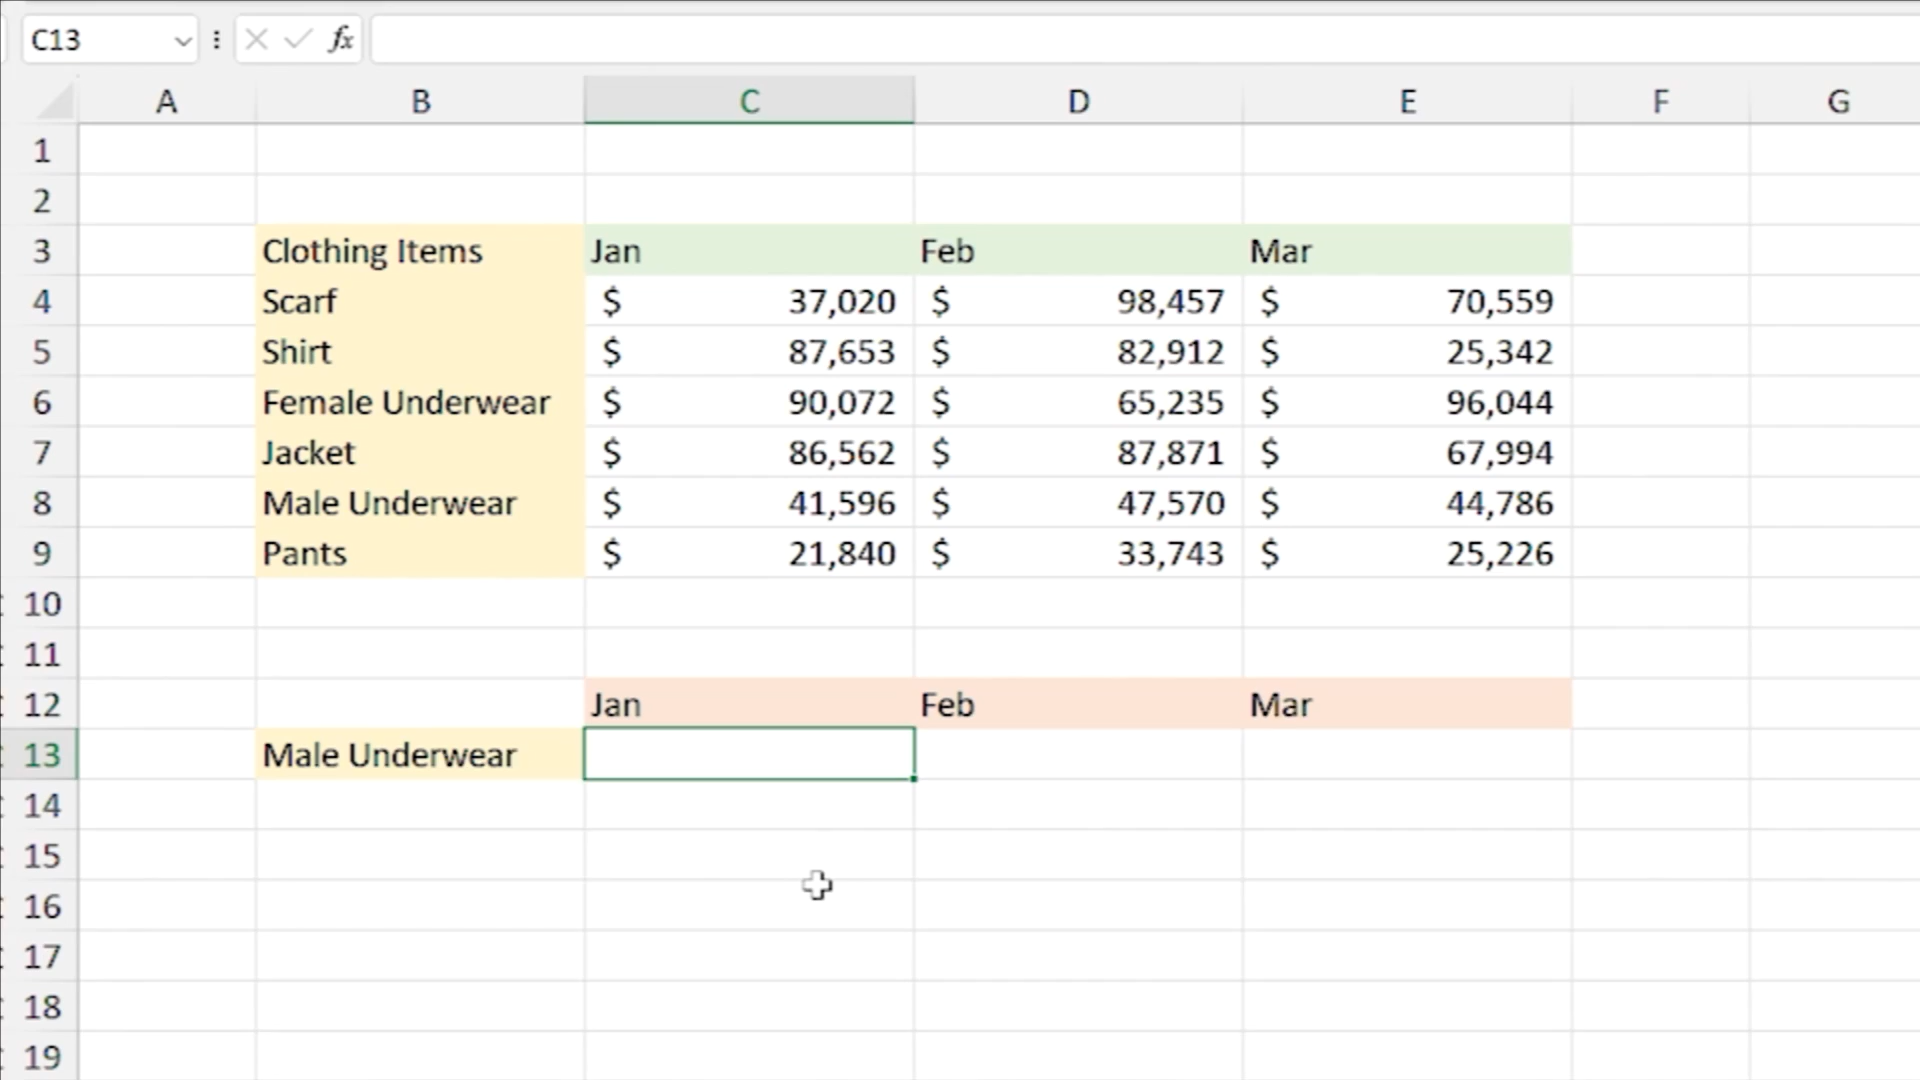 C13 fx
A B C D E F G
1
2
3 Clothing Items Jan Feb Mar
4 Scarf $ 37,020 $ 98,457 $ 70,559
5 Shirt $ 87,653 $ 82,912 $ 25,342
6 Female Underwear $ 90,072 $ 65,235 $ 96,044
7 Jacket $ 86,562 $ 87,871 $ 67,994
8 Male Underwear $ 41,596 $ 47,570 $ 44,786
9 Pants $ 21,840 $ 33,743 $ 25,226
10
11
12 Jan Feb Mar
13 Male Underwear
14
15
16
17
18
19